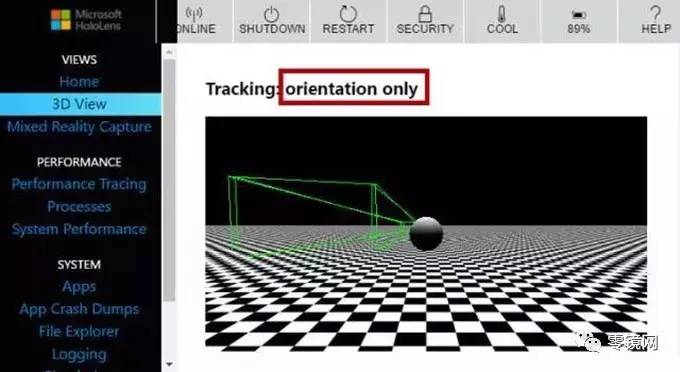 Microsoft
HoloLens
ONLINE
SHUTDOWN
RESTART
SECURITY
COOL
89%
HELP
VIEWS
Home
3D View
Mixed Reality Capture
PERFORMANCE
Performance Tracing
Processes
System Performance
SYSTEM
Apps
App Crash Dumps
File Explorer
Logging
Tracking: orientation only
零镜网